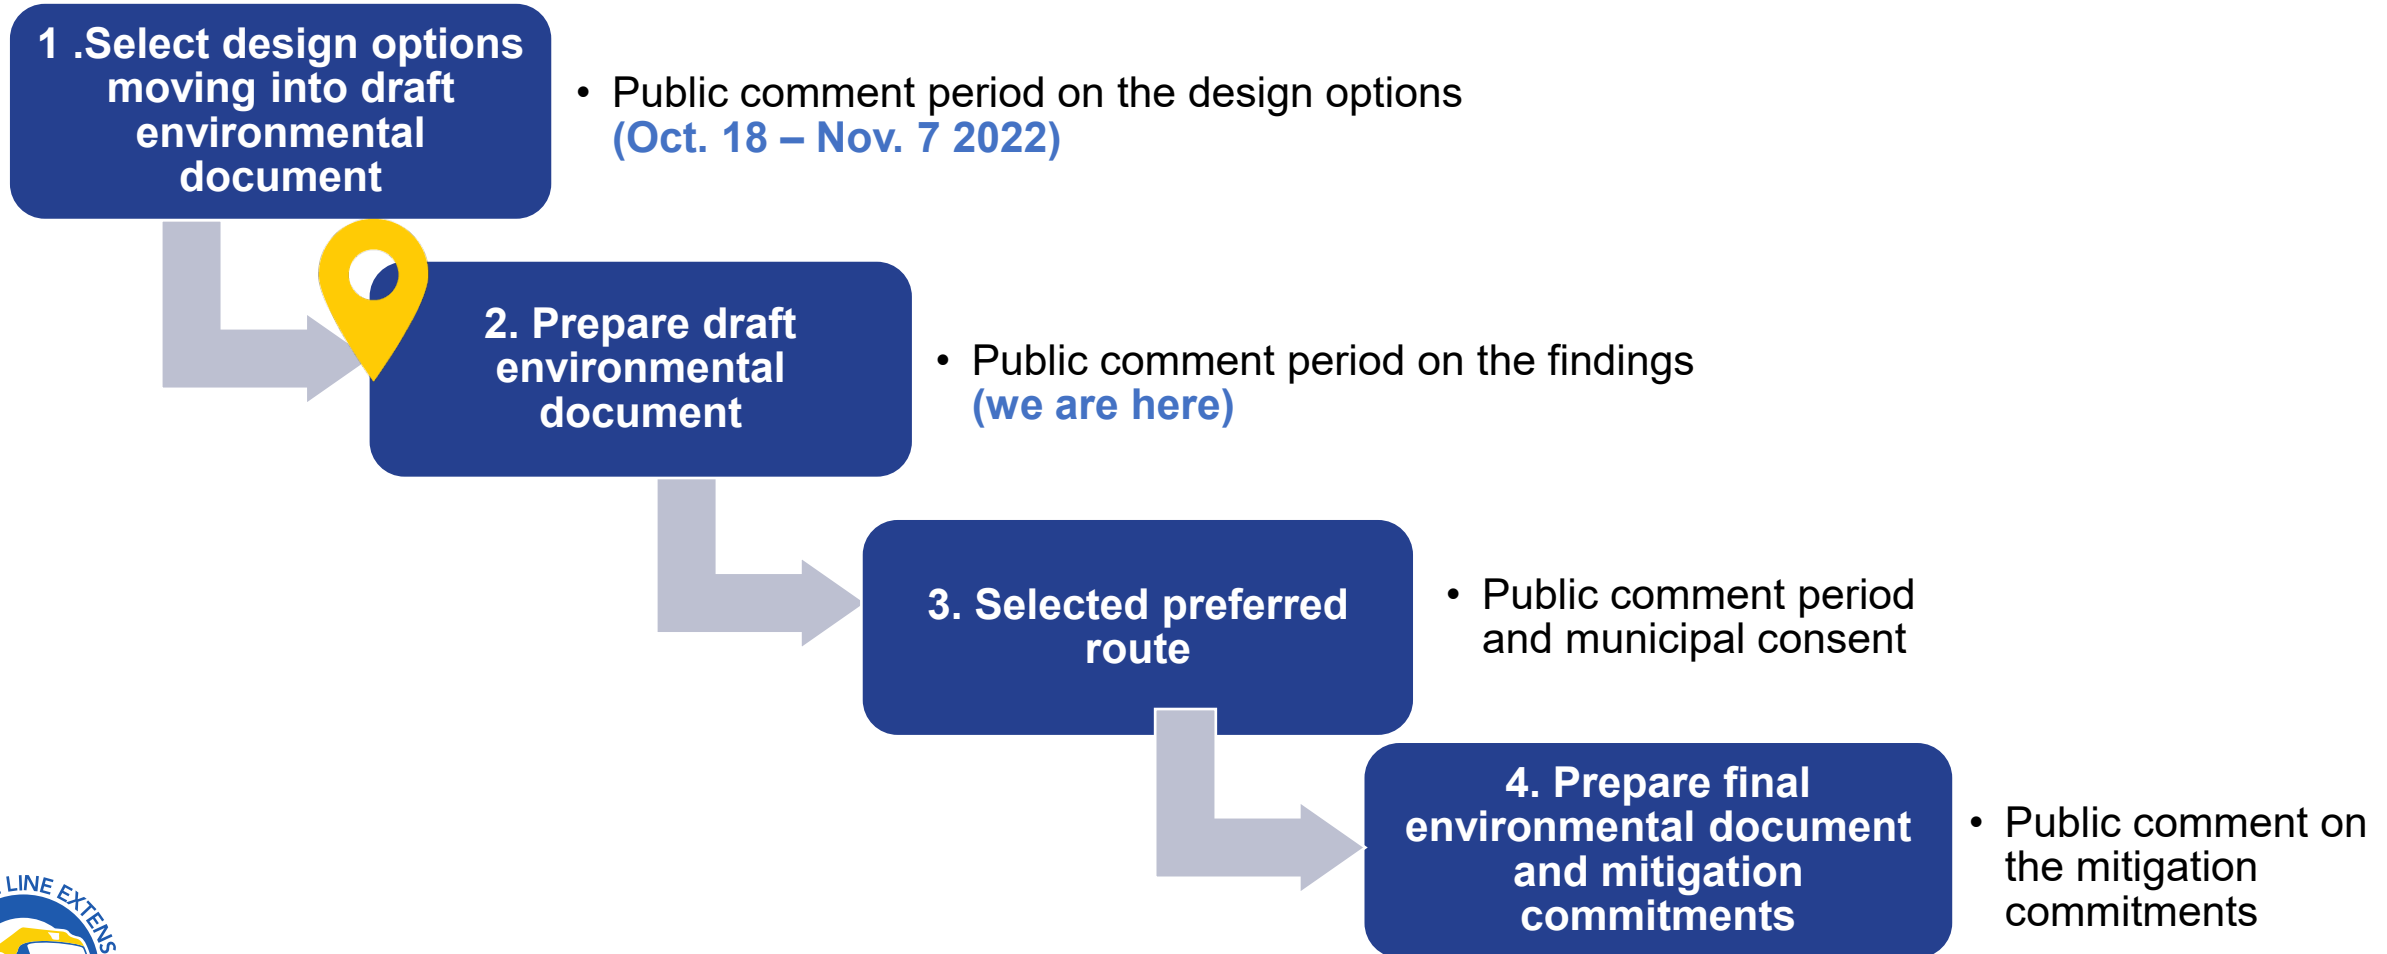 1 .Select design options
moving into draft
environmental
document
• Public comment period on the design options
(Oct. 18 – Nov. 7 2022)
2. Prepare draft
environmental
document
• Public comment period on the findings
(we are here)
3. Selected preferred
route
• Public comment period
and municipal consent
4. Prepare final
environmental document
and mitigation
commitments
• Public comment on
the mitigation
commitments
LINE EXTENS